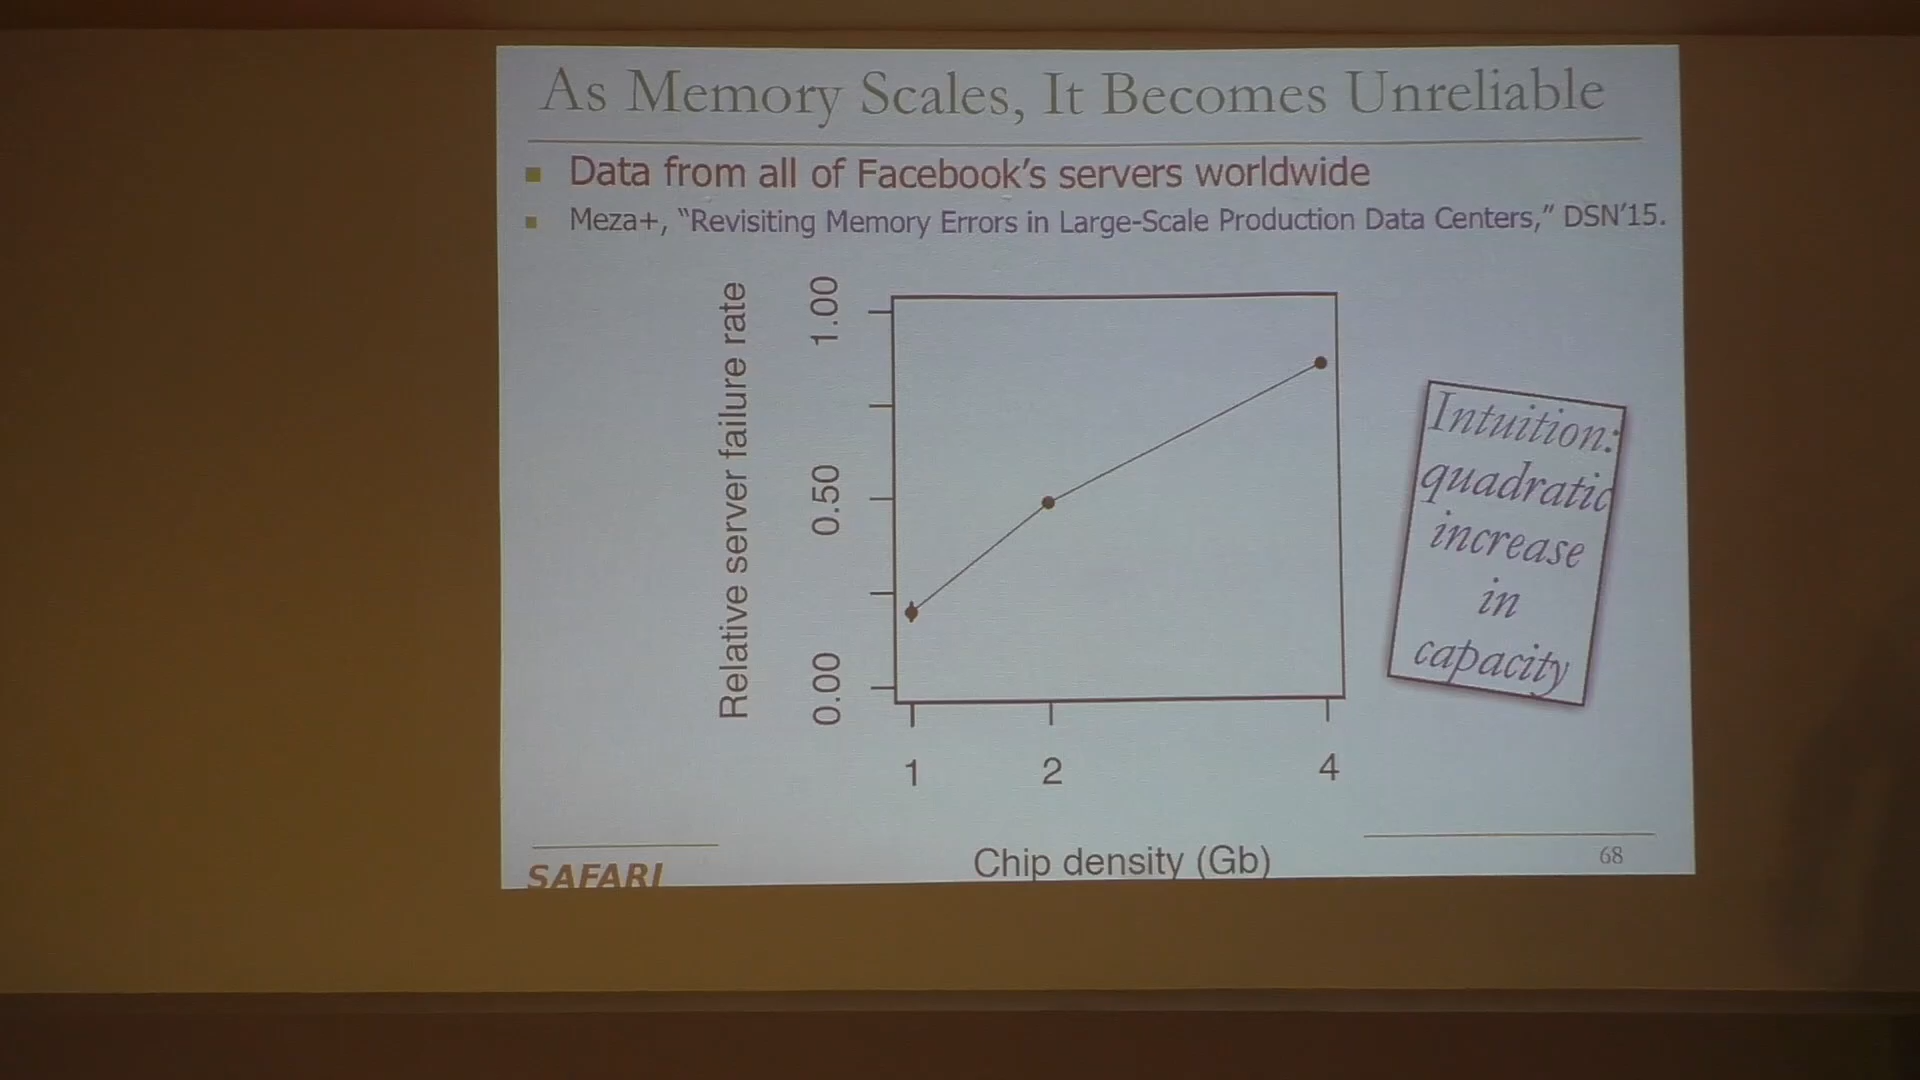 As Memory Scales, It Becomes Unreliable
Data from all of Facebook's servers worldwide
Meza+, "Revisiting Memory Errors in Large-Scale Production Data Centers," DSN'15.
Relative server failure rate
1.00
0.50
0.00
1 2 4
Chip density (Gb)
Intuition:
quadratic
increase
in
capacity
SAFARI
68